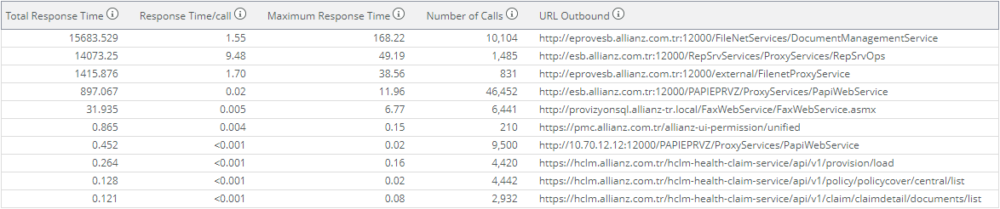 Total Response Time Response Time/call Maximum Response Time Number of Calls URL Outbound
15683.529 1.55 168.22 10,104 http://eprovesb.allianz.com.tr:12000/FileNetServices/DocumentManagementService
14073.25 9.48 49.19 1,485 http://esb.allianz.com.tr:12000/RepSrvServices/ProxyServices/RepSrvOps
1415.876 1.70 38.56 831 http://eprovesb.allianz.com.tr:12000/external/FilenetProxyService
897.067 0.02 11.96 46,452 http://esb.allianz.com.tr:12000/PAPIEPRVZ/ProxyServices/PapiWebService
31.935 0.005 6.77 6,441 http://provizyonsql.allianz-tr.local/FaxWebService/FaxWebService.asmx
0.865 0.004 0.15 210 https://pmc.allianz.com.tr/allianz-ui-permission/unified
0.452 <0.001 0.02 9,500 http://10.70.12.12:12000/PAPIEPRVZ/ProxyServices/PapiWebService
0.264 <0.001 0.16 4,420 https://hclm.allianz.com.tr/hclm-health-claim-service/api/v1/provision/load
0.128 <0.001 0.02 4,442 https://hclm.allianz.com.tr/hclm-health-claim-service/api/v1/policy/policycover/central/list
0.121 <0.001 0.08 2,932 https://hclm.allianz.com.tr/hclm-health-claim-service/api/v1/claim/claimdetail/documents/list